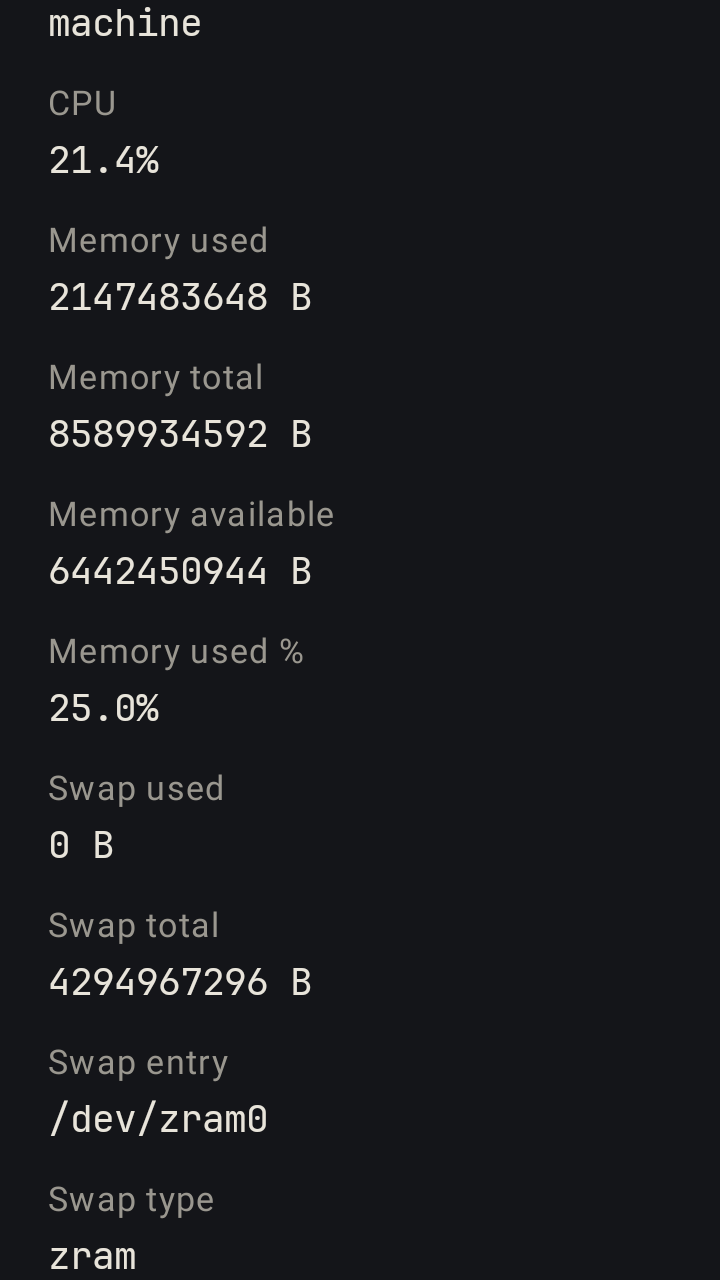 machine
CPU
21.4%
Memory used
2147483648 B
Memory total
8589934592 B
Memory available
6442450944 B
Memory used %
25.0%
Swap used
0 B
Swap total
4294967296 B
Swap entry
/dev/zram0
Swap type
zram